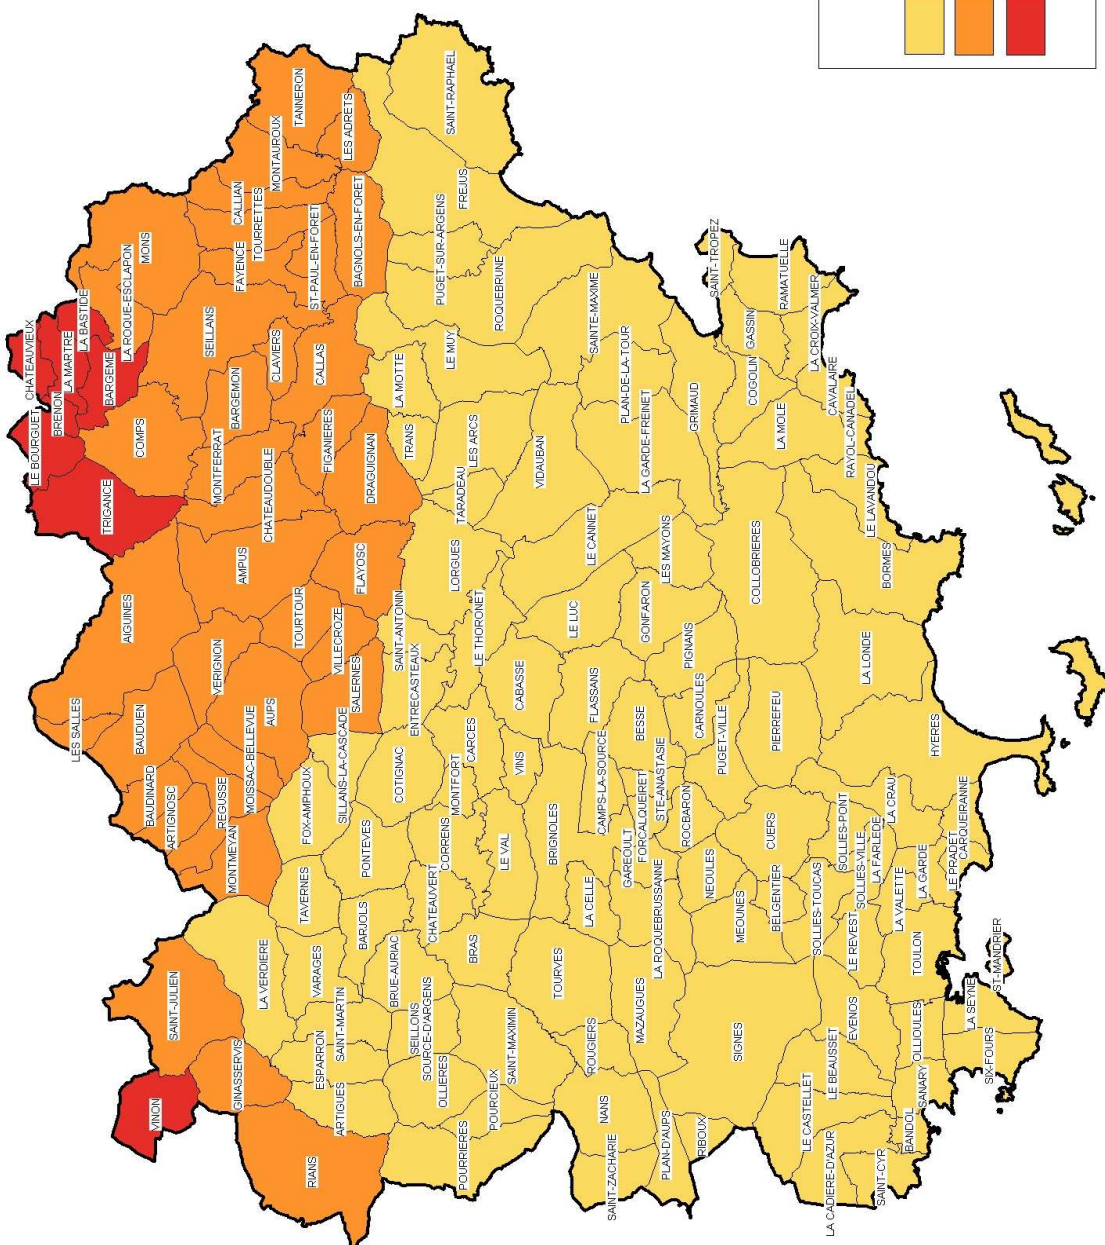 CHATEAUVIEUX
LE BOURGUET
BRENON
LA MARTRE
LA BASTIDE
BARGEME
LA ROQUE-ESCLAPON
MONS
TRIGANCE
COMPS
VINON
SAINT-JULIEN
GINASSERVIS
RIANS
LES SALLES
AIGUINES
BAUDUEN
BAUDINARD
ARTIGNOSC
REGUSSE
MONTMEYAN
MOISSAC-BELLEVUE
AUPS
VERIGNON
TOURTOUR
VILLECROZE
SALERNES
AMPUS
FLAYOSC
CHATEAUDOUBLE
MONTFERRAT
BARGEMON
FIGANIERES
DRAGUIGNAN
CLAVIERS
CALLAS
SEILLANS
FAYENCE
TOURRETTES
CALLIAN
MONTAUROUX
TANNERON
LES ADRETS
ST-PAUL-EN-FORET
BAGNOLS-EN-FORET
SAINT-RAPHAEL
FREJUS
PUGET-SUR-ARGENS
ROQUEBRUNE
LE MUY
LA MOTTE
TRANS
LES ARCS
TARADEAU
LORGUES
SAINT-ANTONIN
ENTRECASTEAUX
SILLANS-LA-CASCADE
FOX-AMPHOUX
COTIGNAC
PONTEVES
TAVERNES
BARJOLS
VARAGES
LA VERDIERE
SAINT-MARTIN
ESPARRON
ARTIGUES
BRUE-AURIAC
SEILLONS
SOURCE-D'ARGENS
OLLIERES
POURRIERES
POURCIEUX
SAINT-MAXIMIN
BRAS
CHATEAUVERT
CORRENS
MONTFORT
CARCES
LE THORONET
LE VAL
VINS
CABASSE
VIDAUBAN
SAINTE-MAXIME
PLAN-DE-LA-TOUR
LA GARDE-FREINET
LE CANNET
LE LUC
FLASSANS
BRIGNOLES
CAMPS-LA-SOURCE
LA CELLE
TOURVES
ROUGIERS
NANS
SAINT-ZACHARIE
PLAN-D'AUPS
RIBOUX
MAZAUGUES
LA ROQUEBRUSSANNE
GAREOULT
FORCALQUEIRET
STE-ANASTASIE
ROCBARON
BESSE
GONFARON
LES MAYONS
PIGNANS
CARNOULES
PUGET-VILLE
NEOULES
MEOUNES
SIGNES
BELGENTIER
CUERS
PIERREFEU
COLLOBRIERES
GRIMAUD
COGOLIN
GASSIN
SAINT-TROPEZ
RAMATUELLE
LA CROIX-VALMER
CAVALAIRE
RAYOL-CANADEL
LA MOLE
LE LAVANDOU
BORMES
LA LONDE
HYERES
LA CRAU
SOLLIES-PONT
SOLLIES-VILLE
LA FARLEDE
SOLLIES-TOUCAS
LE REVEST
LA VALETTE
LA GARDE
LE PRADET
CARQUEIRANNE
TOULON
ST-MANDRIER
LA SEYNE
SIX-FOURS
OLLIOULES
SANARY
BANDOL
EVENOS
LE BEAUSSET
LE CASTELLET
LA CADIERE-D'AZUR
SAINT-CYR